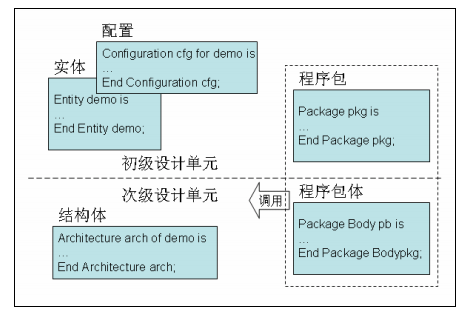 配置
Configuration cfg for demo is
...
End Configuration cfg;
实体
Entity demo is
...
End Entity demo;
程序包
Package pkg is
...
End Package pkg;
初级设计单元
次级设计单元
调用
程序包体
Package Body pb is
...
End Package Bodypkg;
结构体
Architecture arch of demo is
...
End Architecture arch;